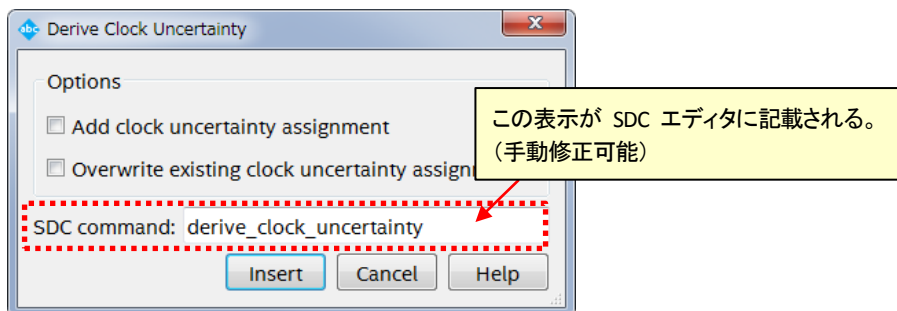 Derive Clock Uncertainty
Options
Add clock uncertainty assignment
Overwrite existing clock uncertainty
この表示が SDC エディタに記載される。
（手動修正可能）
SDC command: derive_clock_uncertainty
Insert Cancel Help